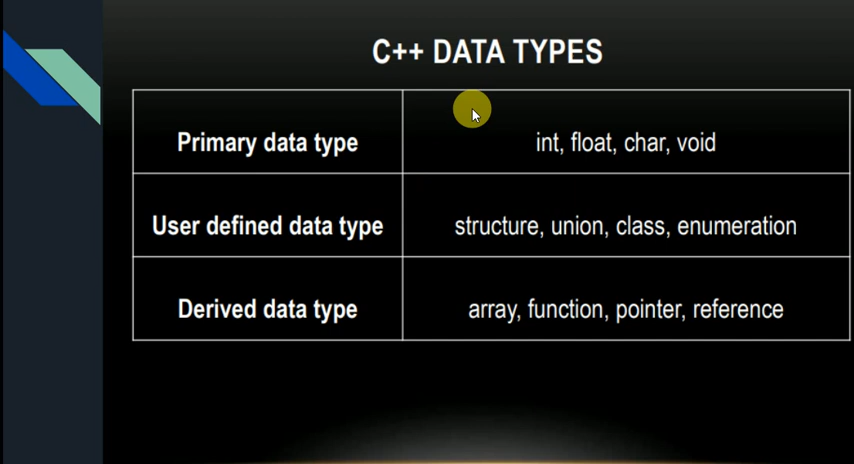 C++ DATA TYPES
Primary data type
int, float, char, void
User defined data type
structure, union, class, enumeration
Derived data type
array, function, pointer, reference